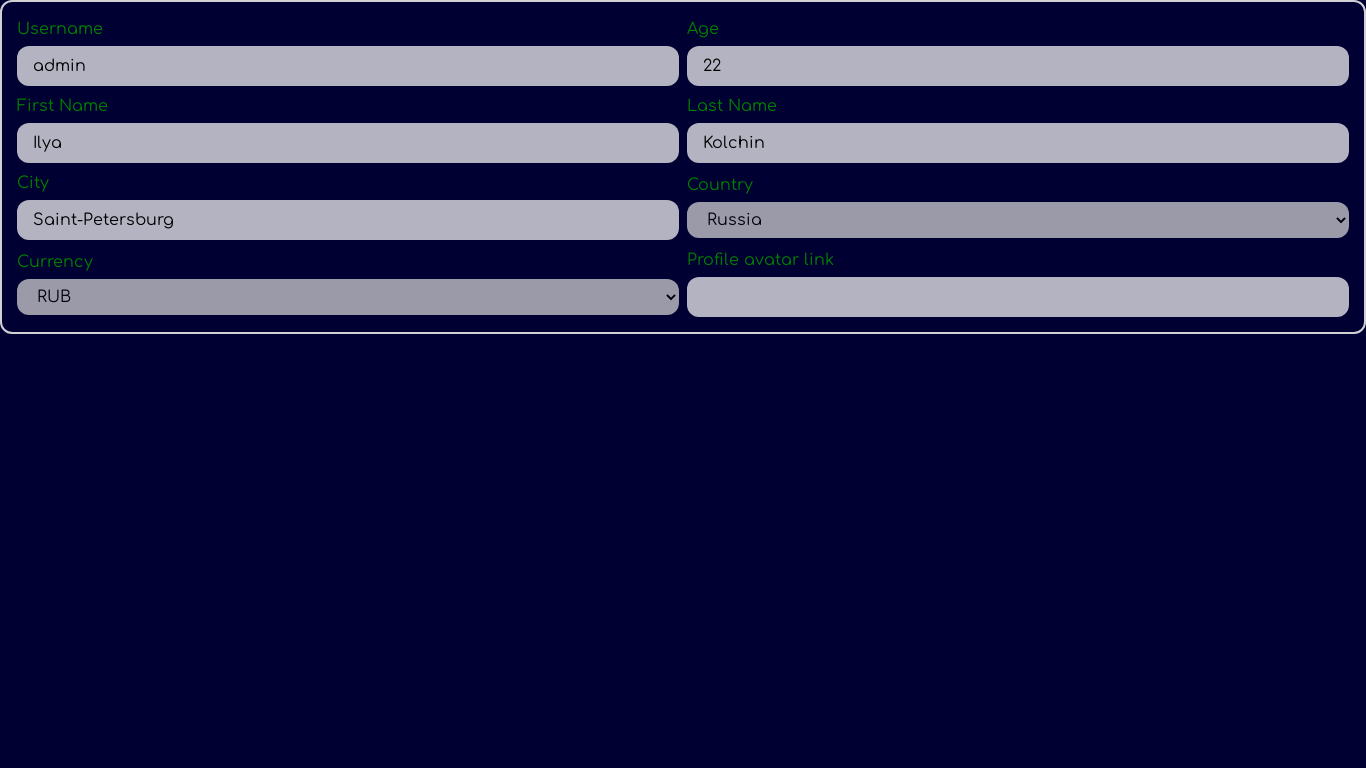 Username
Age
admin
22
First Name
Last Name
Ilya
Kolchin
City
Country
Saint-Petersburg
Russia
Currency
Profile avatar link
RUB